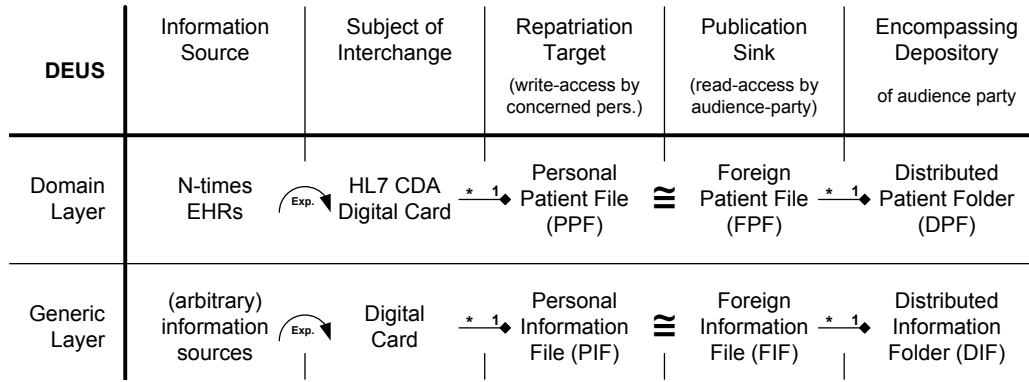 DEUS
Information
Source
Subject of
Interchange
Repatriation
Target
(write-access by
concerned pers.)
Publication
Sink
(read-access by
audience-party)
Encompassing
Depository
of audience party
Domain
Layer
N-times
EHRs
Exp.
HL7 CDA
Digital Card
* 1
Personal
Patient File
(PPF)
≅
Foreign
Patient File
(FPF)
* 1
Distributed
Patient Folder
(DPF)
Generic
Layer
(arbitrary)
information
sources
Exp.
Digital
Card
* 1
Personal
Information
File (PIF)
≅
Foreign
Information
File (FIF)
* 1
Distributed
Information
Folder (DIF)